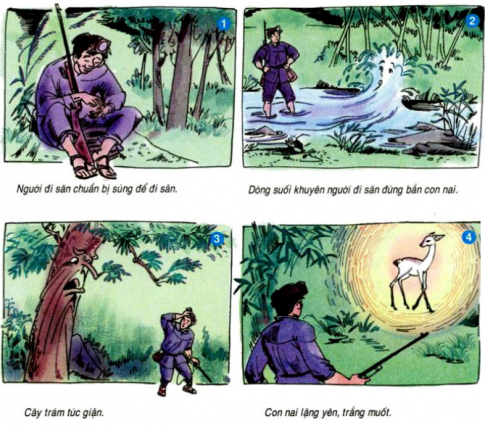 1
Người đi săn chuẩn bị súng để đi săn.
2
Dòng suối khuyên người đi săn đừng bắn con nai.
3
Cây trám tức giận.
4
Con nai lặng yên, trắng muốt.